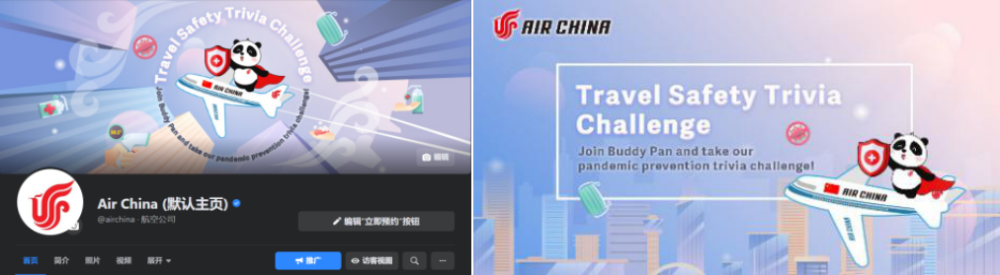 Travel Safety Trivia Challenge
AIR CHINA
Join Buddy Pan and take our pandemic prevention trivia challenge!
编辑
Air China (默认主页)
@airchina · 航空公司
编辑"立即预约"按钮
首页 简介 照片 视频 展开
推广 访客视图
AIR CHINA
Travel Safety Trivia
Challenge
Join Buddy Pan and take our
pandemic prevention trivia challenge!
AIR CHINA